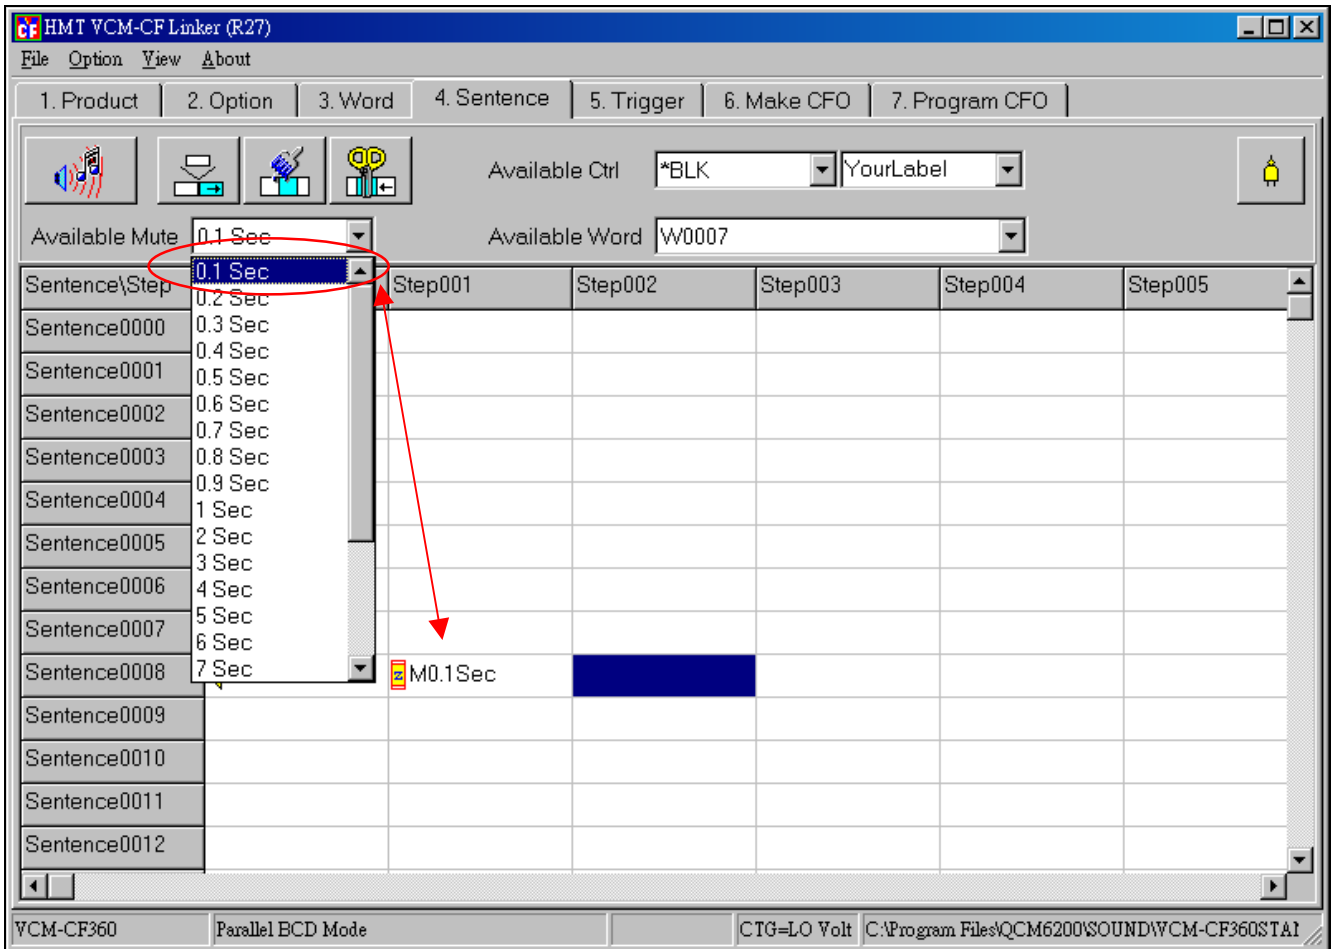 HMT VCM-CF Linker (R27)
File Option View About
1. Product 2. Option 3. Word 4. Sentence 5. Trigger 6. Make CFO 7. Program CFO
Available Ctrl *BLK YourLabel
Available Mute 0.1 Sec Available Word W0007
Sentence\Step Step001 Step002 Step003 Step004 Step005
0.1 Sec
0.2 Sec
0.3 Sec
0.4 Sec
0.5 Sec
0.6 Sec
0.7 Sec
0.8 Sec
0.9 Sec
1 Sec
2 Sec
3 Sec
4 Sec
5 Sec
6 Sec
7 Sec
Sentence0000
Sentence0001
Sentence0002
Sentence0003
Sentence0004
Sentence0005
Sentence0006
Sentence0007
Sentence0008 z M0.1Sec
Sentence0009
Sentence0010
Sentence0011
Sentence0012
VCM-CF360 Parallel BCD Mode CTG=LO Volt C:\Program Files\QCM6200\SOUND\VCM-CF360STA